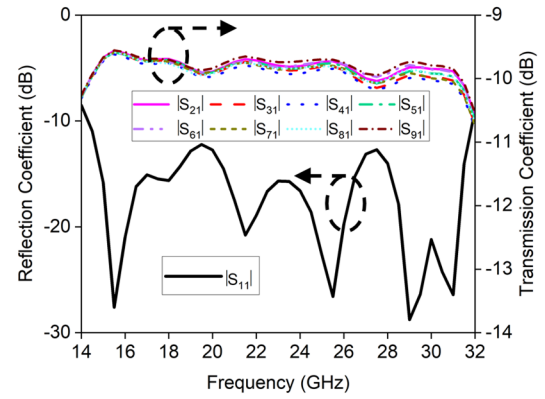 0
-10
-20
-30
Reflection Coefficient (dB)
-9
-10
-11
-12
-13
-14
Transmission Coefficient (dB)
|S21| |S31| |S41| |S51|
|S61| |S71| |S81| |S91|
|S11|
14 16 18 20 22 24 26 28 30 32
Frequency (GHz)